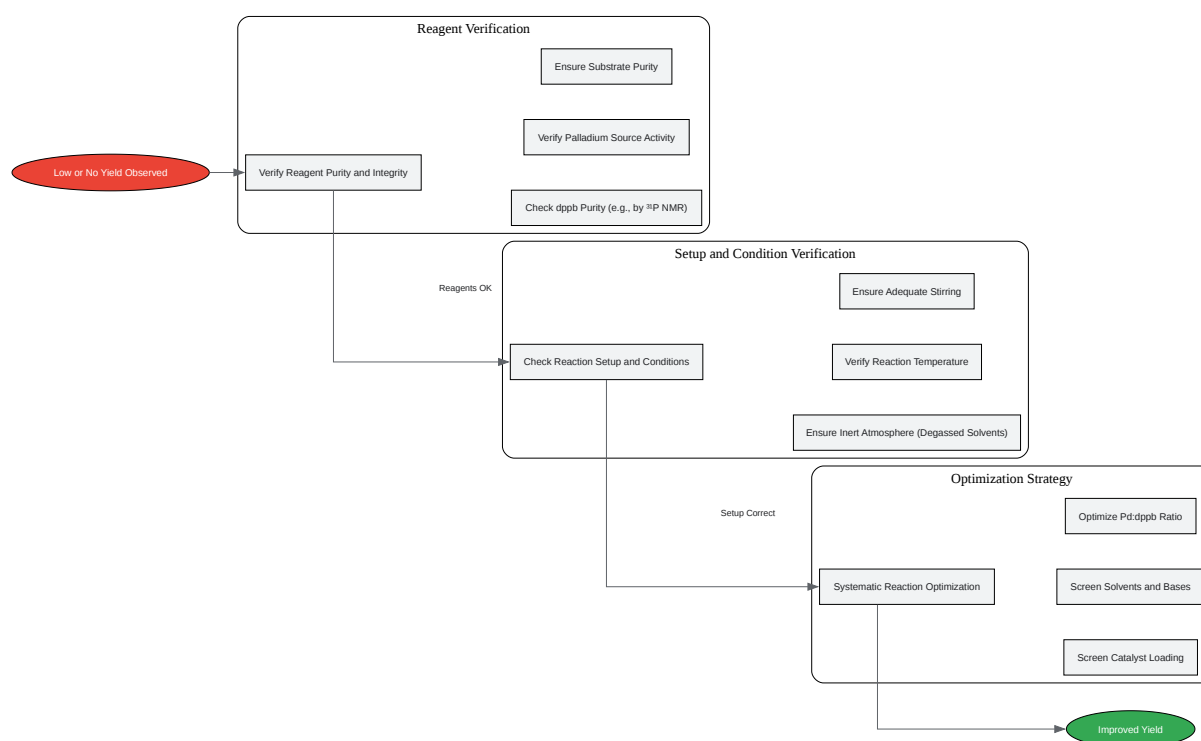 Reagent Verification
Ensure Substrate Purity
Verify Palladium Source Activity
Low or No Yield Observed
Verify Reagent Purity and Integrity
Check dppb Purity (e.g., by ³¹P NMR)
Setup and Condition Verification
Reagents OK
Ensure Adequate Stirring
Check Reaction Setup and Conditions
Verify Reaction Temperature
Ensure Inert Atmosphere (Degassed Solvents)
Optimization Strategy
Setup Correct
Optimize Pd:dppb Ratio
Systematic Reaction Optimization
Screen Solvents and Bases
Screen Catalyst Loading
Improved Yield